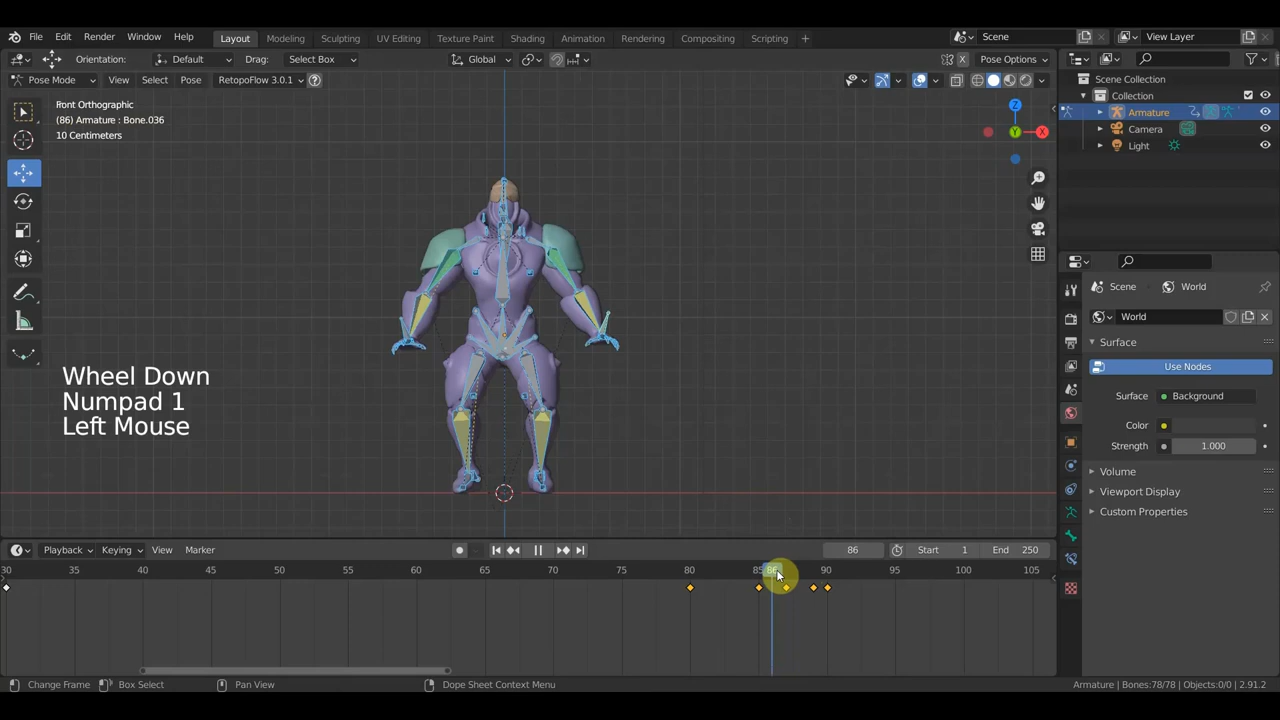 File Edit Render Window Help Layout Modeling Sculpting UV Editing Texture Paint Shading Animation Rendering Compositing Scripting + Scene View Layer
Orientation: Default Drag: Select Box Global Pose Options
Pose Mode View Select Pose RetopoFlow 3.0.1
Scene Collection
Collection
Armature
Camera
Light
Front Orthographic
(86) Armature : Bone.036
10 Centimeters
Z
Y
X
Wheel Down
Numpad 1
Left Mouse
Scene World
World
Surface
Use Nodes
Surface Background
Color
Strength 1.000
Volume
Viewport Display
Custom Properties
Playback Keying View Marker 86 Start 1 End 250
30 35 40 45 50 55 60 65 70 75 80 85 86 90 95 100 105
Change Frame Box Select Pan View Dope Sheet Context Menu Armature | Bones:78/78 | Objects:0/0 | 2.91.2